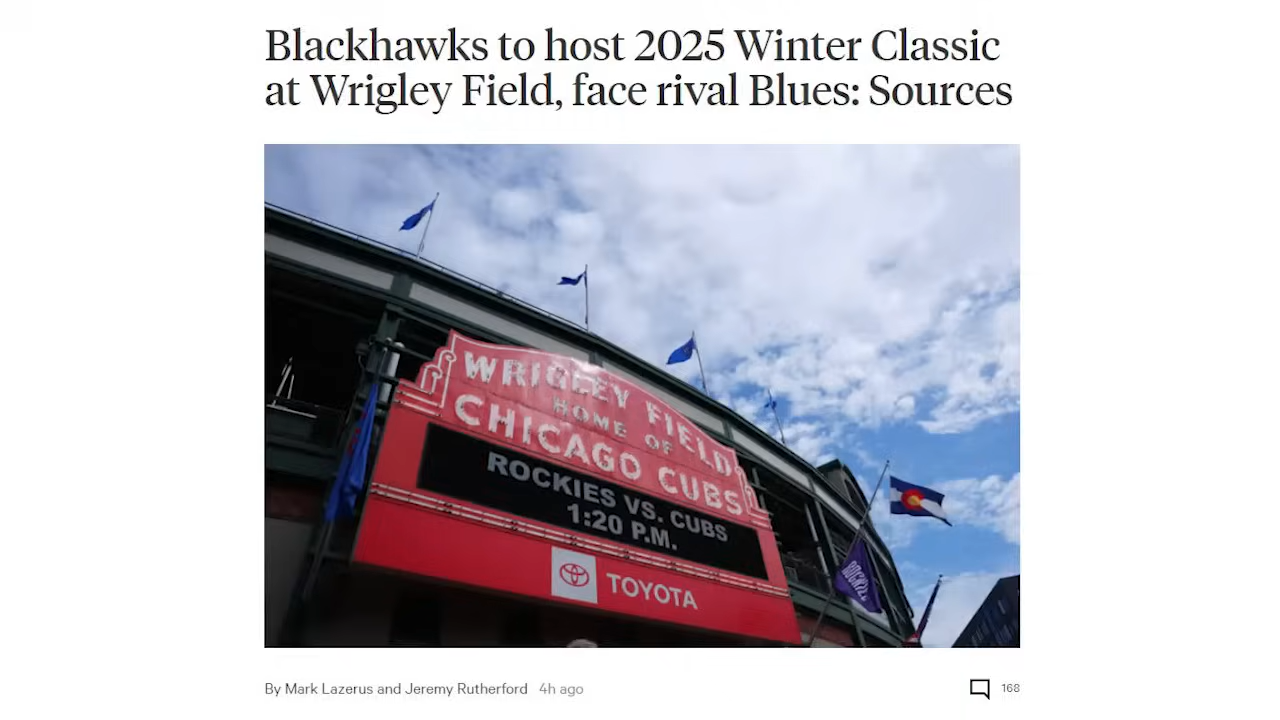 Blackhawks to host 2025 Winter Classic
at Wrigley Field, face rival Blues: Sources
WRIGLEY FIELD
HOME OF
CHICAGO CUBS
ROCKIES VS. CUBS
1:20 P.M.
TOYOTA
By Mark Lazerus and Jeremy Rutherford 4h ago
168